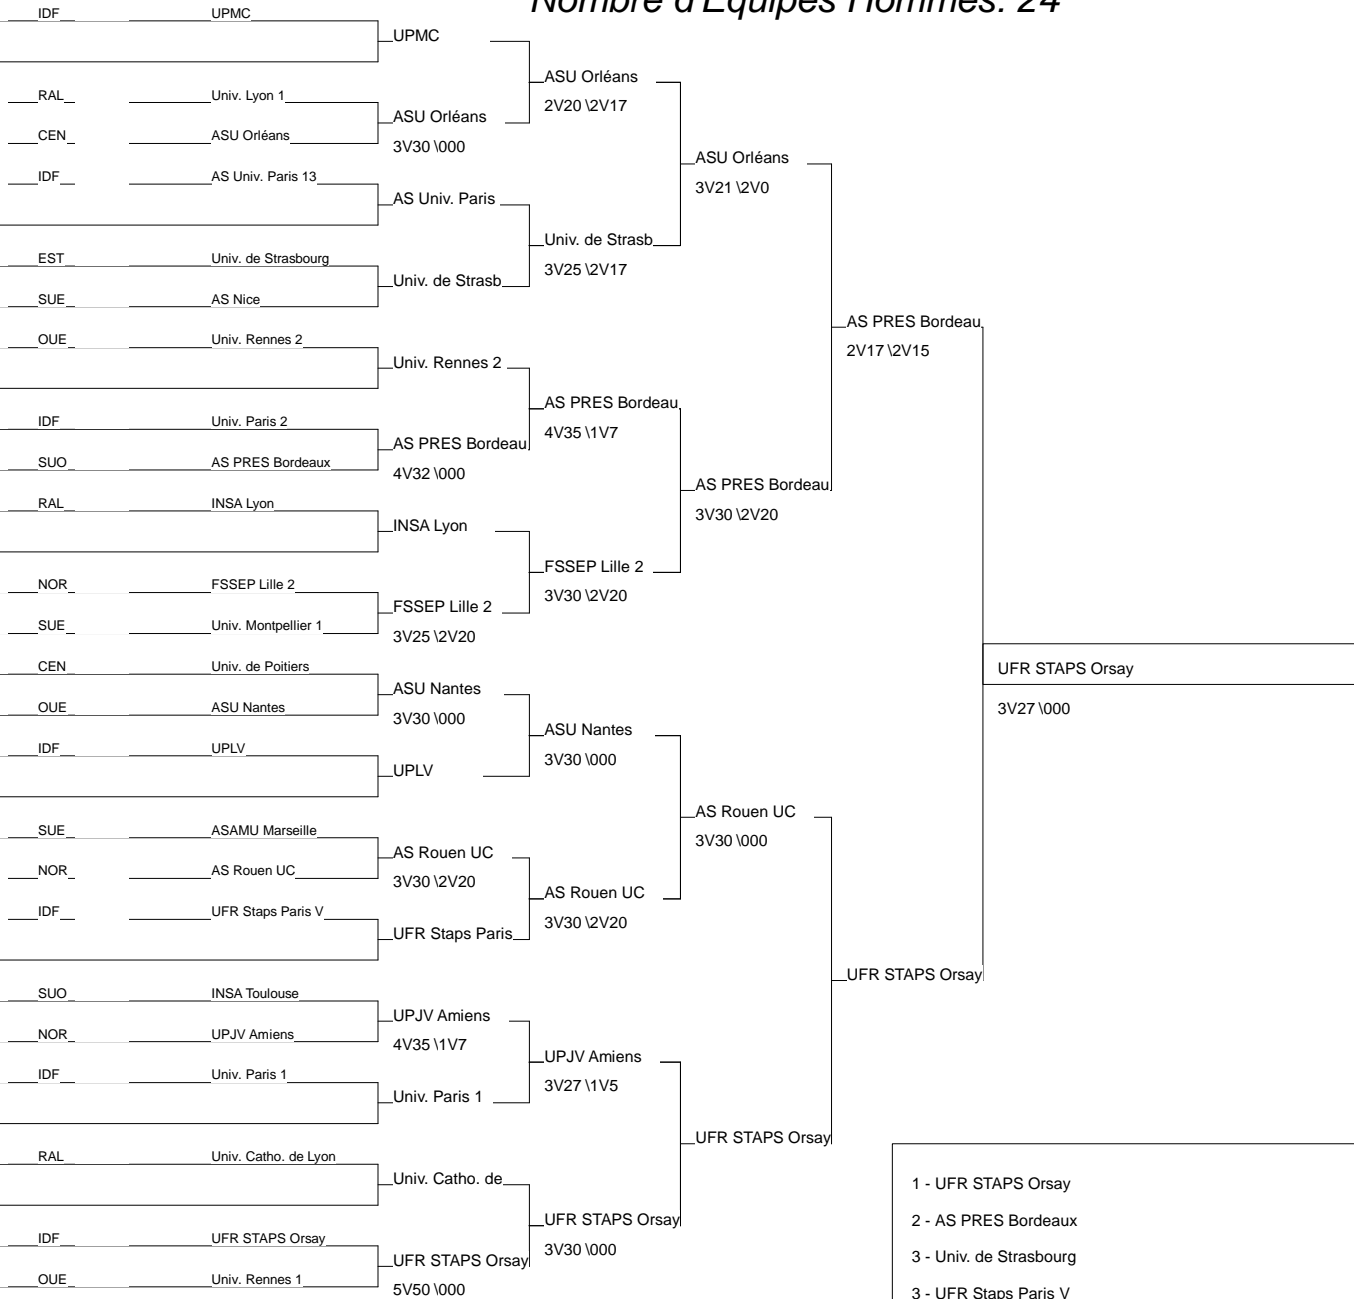 Nombre d'Equipes Hommes: 24
IDF UPMC
UPMC
ASU Orléans
2V20 \2V17
RAL Univ. Lyon 1
ASU Orléans
3V30 \000
CEN ASU Orléans
ASU Orléans
3V21 \2V0
IDF AS Univ. Paris 13
AS Univ. Paris
Univ. de Strasb
3V25 \2V17
EST Univ. de Strasbourg
Univ. de Strasb
SUE AS Nice
AS PRES Bordeau
2V17 \2V15
OUE Univ. Rennes 2
Univ. Rennes 2
AS PRES Bordeau
4V35 \1V7
IDF Univ. Paris 2
AS PRES Bordeau
4V32 \000
SUO AS PRES Bordeaux
AS PRES Bordeau
3V30 \2V20
RAL INSA Lyon
INSA Lyon
FSSEP Lille 2
3V30 \2V20
NOR FSSEP Lille 2
FSSEP Lille 2
3V25 \2V20
SUE Univ. Montpellier 1
UFR STAPS Orsay
3V27 \000
CEN Univ. de Poitiers
ASU Nantes
3V30 \000
OUE ASU Nantes
ASU Nantes
3V30 \000
IDF UPLV
UPLV
AS Rouen UC
3V30 \000
SUE ASAMU Marseille
AS Rouen UC
3V30 \2V20
NOR AS Rouen UC
AS Rouen UC
3V30 \2V20
IDF UFR Staps Paris V
UFR Staps Paris
UFR STAPS Orsay
SUO INSA Toulouse
UPJV Amiens
4V35 \1V7
NOR UPJV Amiens
UPJV Amiens
3V27 \1V5
IDF Univ. Paris 1
Univ. Paris 1
UFR STAPS Orsay
RAL Univ. Catho. de Lyon
Univ. Catho. de
UFR STAPS Orsay
3V30 \000
IDF UFR STAPS Orsay
UFR STAPS Orsay
5V50 \000
OUE Univ. Rennes 1
1 - UFR STAPS Orsay
2 - AS PRES Bordeaux
3 - Univ. de Strasbourg
3 - UFR Staps Paris V